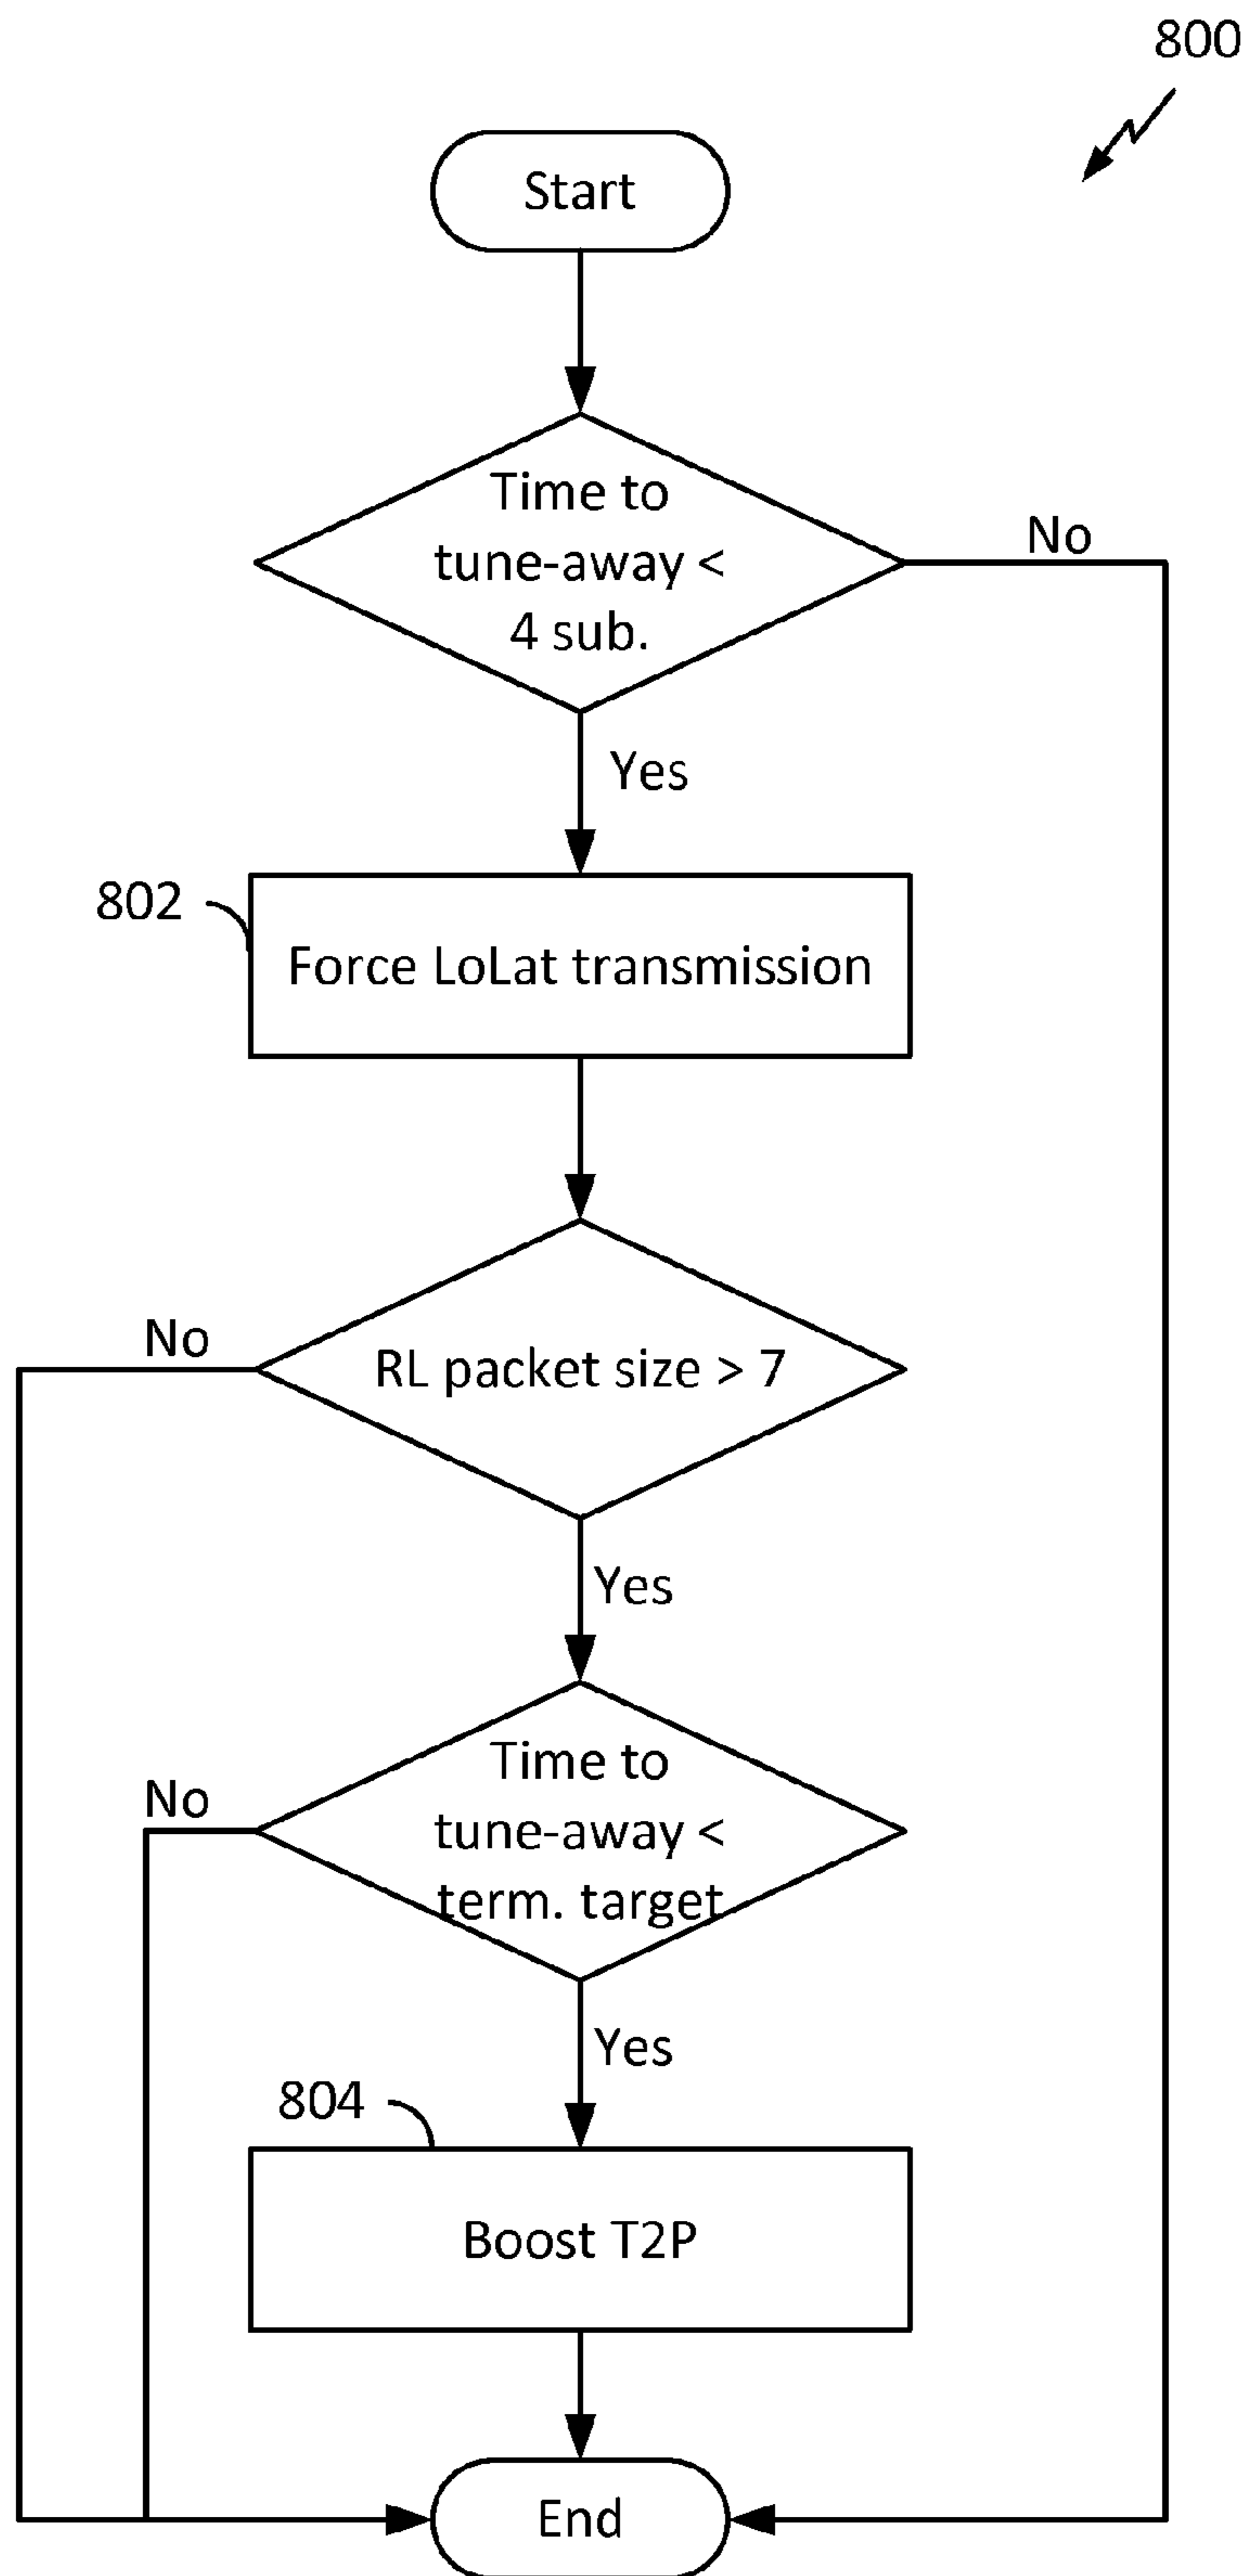 800
Start
Time to
tune-away <
4 sub.
No
Yes
802
Force LoLat transmission
No
RL packet size > 7
Yes
Time to
tune-away <
term. target
No
Yes
804
Boost T2P
End